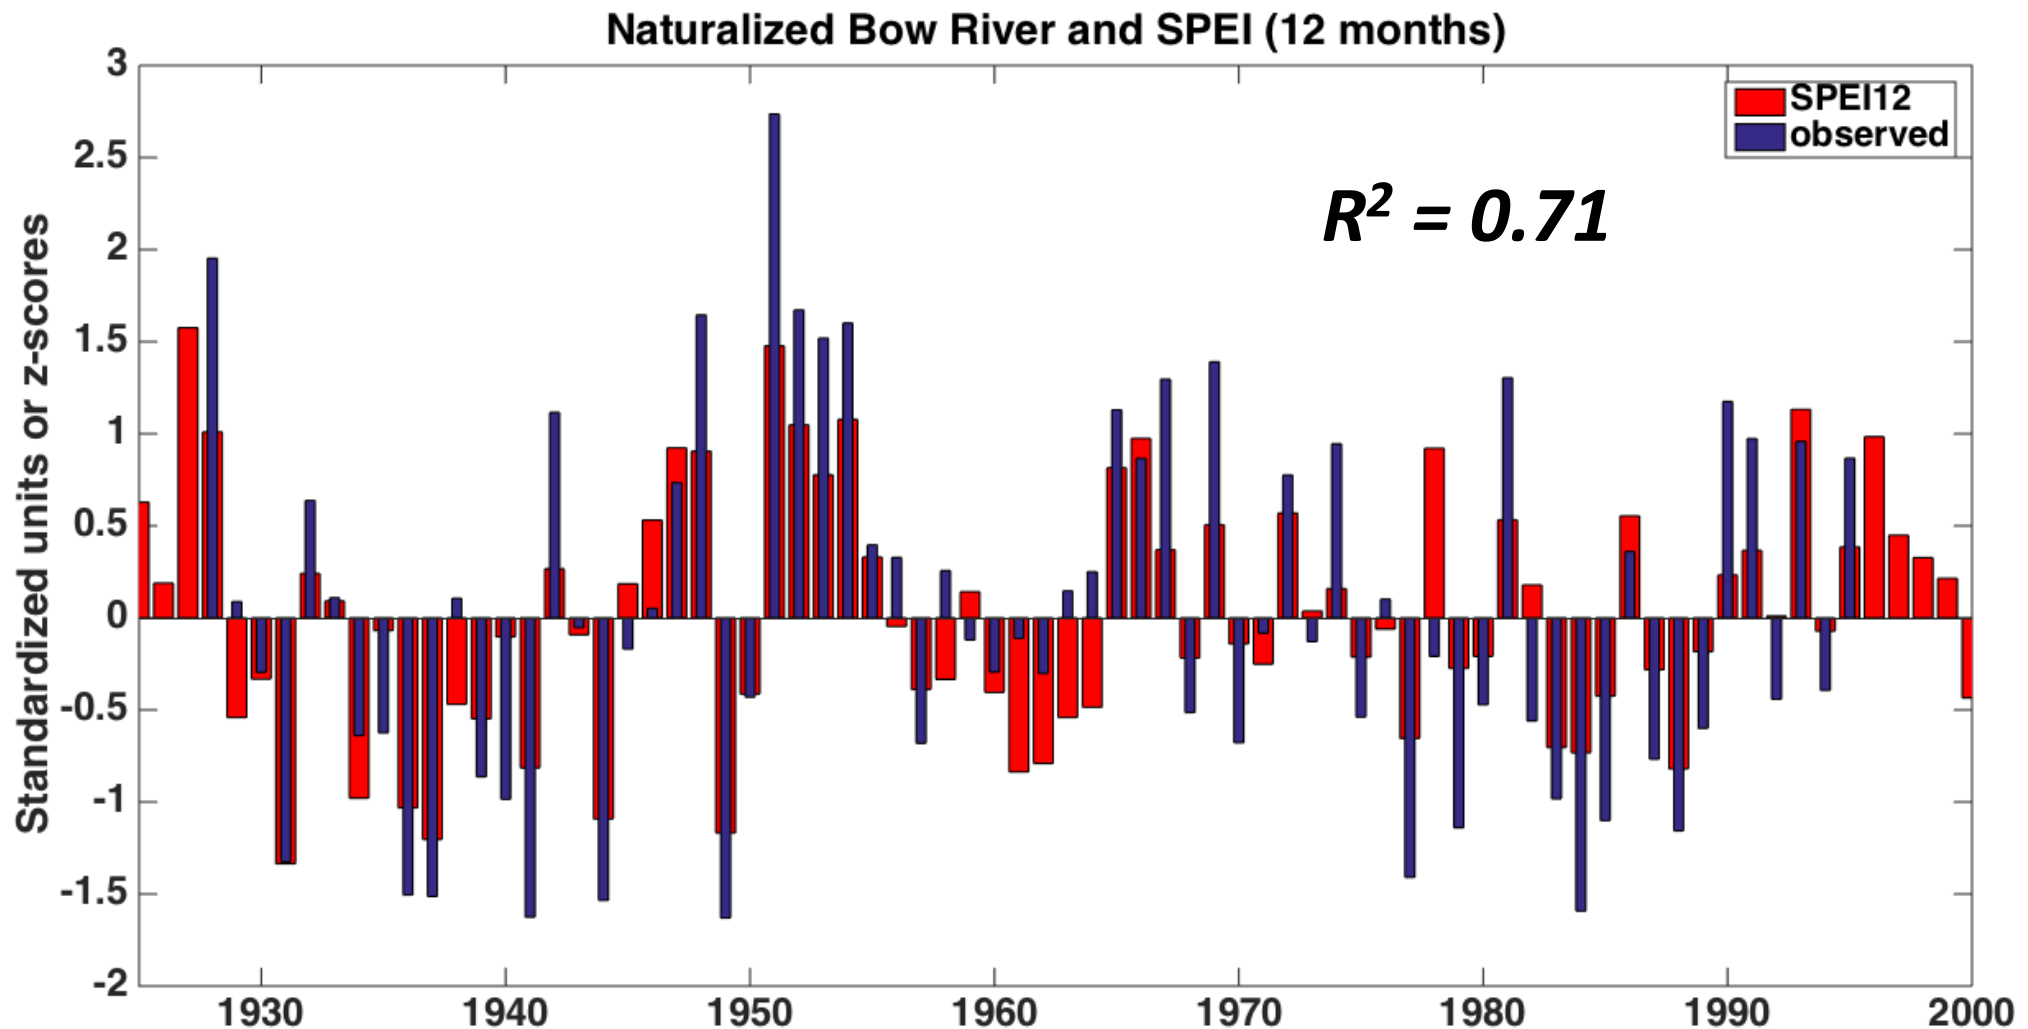 Naturalized Bow River and SPEI (12 months)
Standardized units or z-scores
3
2.5
2
1.5
1
0.5
0
-0.5
-1
-1.5
-2
SPEI12
observed
R² = 0.71
1930 1940 1950 1960 1970 1980 1990 2000